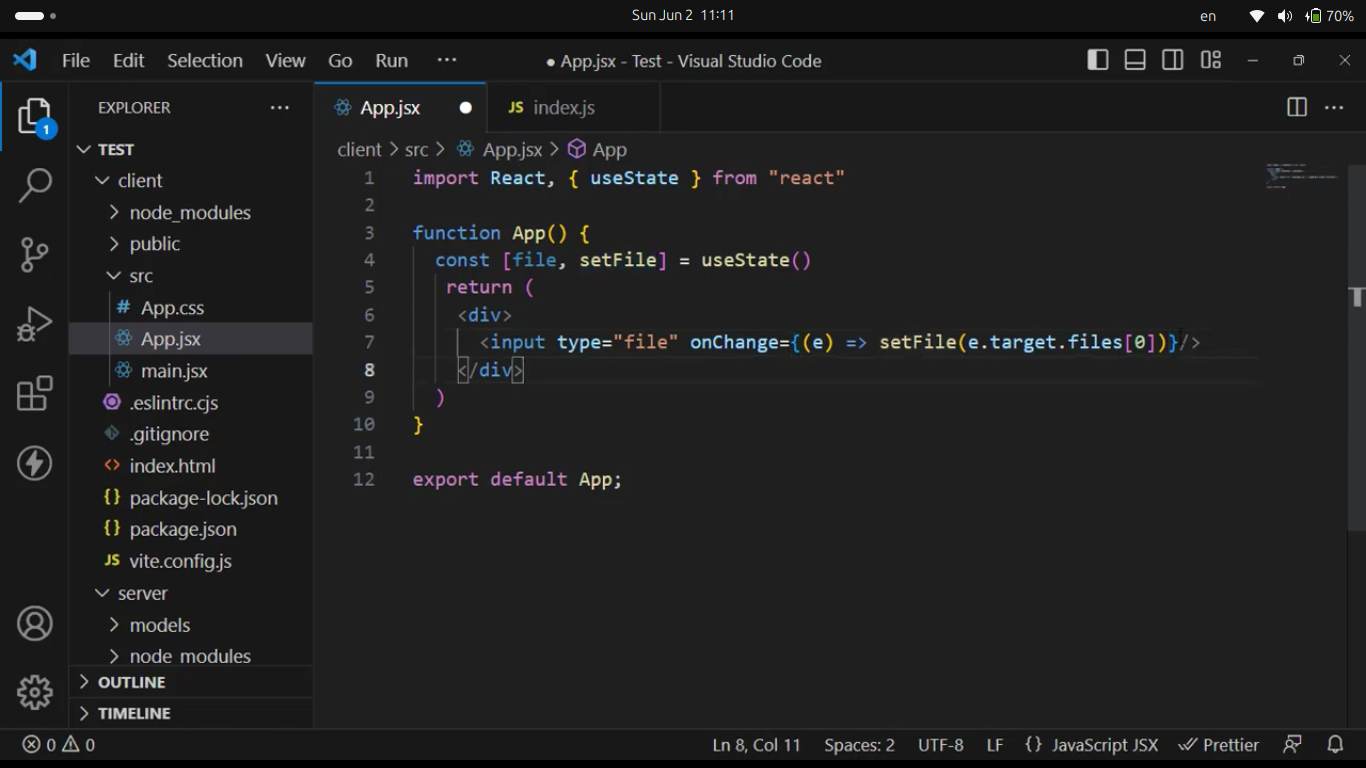 Sun Jun 2 11:11
en
70%
File Edit Selection View Go Run ···
● App.jsx - Test - Visual Studio Code
EXPLORER ···
App.jsx ●
JS index.js
···
1
TEST
client
node_modules
public
src
# App.css
App.jsx
main.jsx
.eslintrc.cjs
.gitignore
<> index.html
{} package-lock.json
{} package.json
JS vite.config.js
server
models
node_modules
OUTLINE
TIMELINE
client > src > App.jsx > App
1 import React, { useState } from "react"
2
3 function App() {
4 const [file, setFile] = useState()
5 return (
6 <div>
7 <input type="file" onChange={(e) => setFile(e.target.files[0])}/>
8 </div>
9 )
10 }
11
12 export default App;
0 0
Ln 8, Col 11 Spaces: 2 UTF-8 LF {} JavaScript JSX Prettier